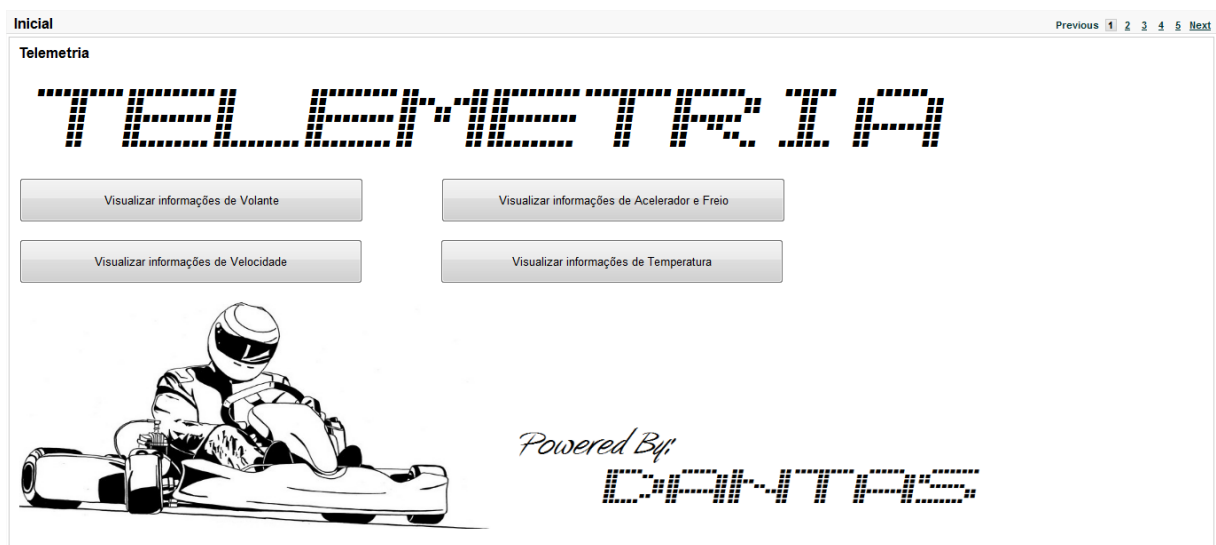 Inicial
Previous 1 2 3 4 5 Next
Telemetria
TELEMETRIA
Visualizar informações de Volante
Visualizar informações de Acelerador e Freio
Visualizar informações de Velocidade
Visualizar informações de Temperatura
Powered By:
DANTAS